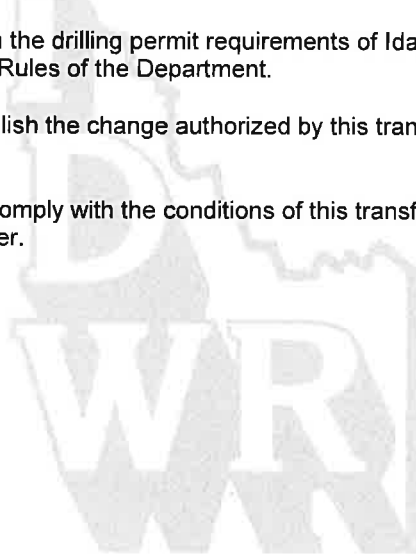 the drilling permit requirements of Ida
Rules of the Department.
lish the change authorized by this tran
omply with the conditions of this transf
er.
D
WR